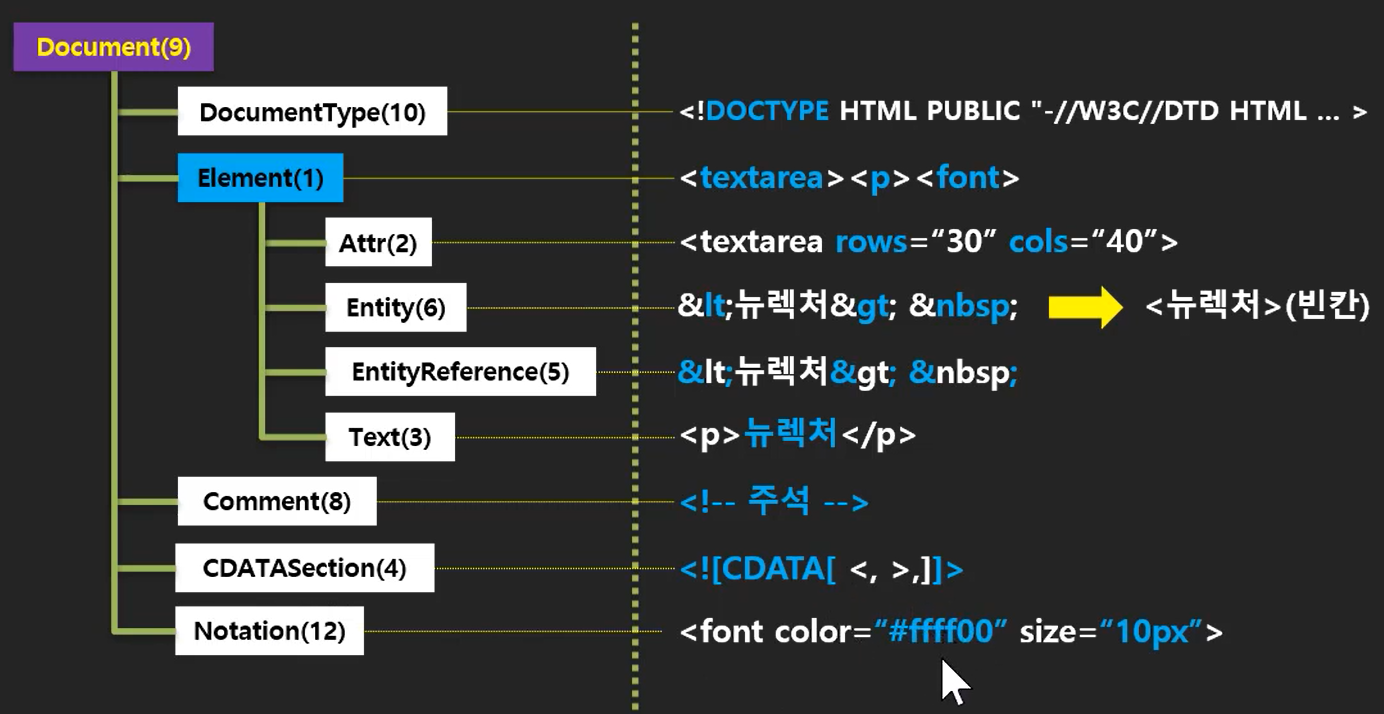 Document(9)
DocumentType(10) <!DOCTYPE HTML PUBLIC "-//W3C//DTD HTML ... >
Element(1) <textarea><p><font>
Attr(2) <textarea rows=“30” cols=“40”>
Entity(6) &lt;뉴렉처&gt; &nbsp; <뉴렉처>(빈칸)
EntityReference(5) &lt;뉴렉처&gt; &nbsp;
Text(3) <p>뉴렉처</p>
Comment(8) <!-- 주석 -->
CDATASection(4) <![CDATA[ <, >,]]>
Notation(12) <font color=“#ffff00” size=“10px”>